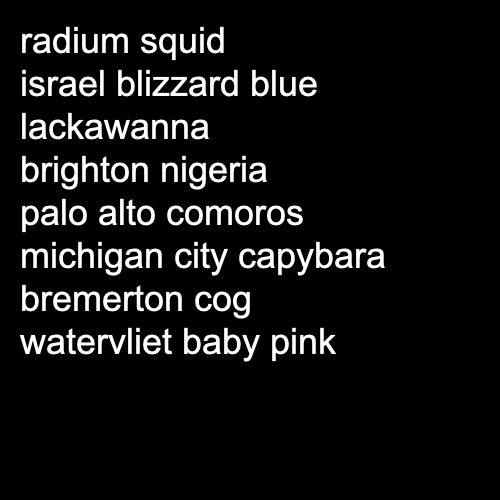 radium squid
israel blizzard blue
lackawanna
brighton nigeria
palo alto comoros
michigan city capybara
bremerton cog
watervliet baby pink